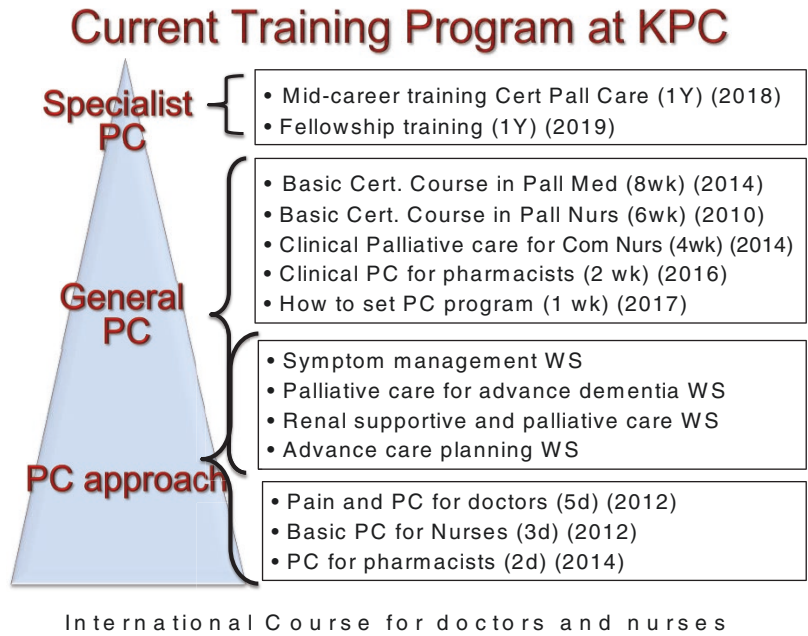 Current Training Program at KPC
Specialist
PC
• Mid-career training Cert Pall Care (1Y) (2018)
• Fellowship training (1Y) (2019)
General
PC
• Basic Cert. Course in Pall Med (8wk) (2014)
• Basic Cert. Course in Pall Nurs (6wk) (2010)
• Clinical Palliative care for Com Nurs (4wk) (2014)
• Clinical PC for pharmacists (2 wk) (2016)
• How to set PC program (1 wk) (2017)
• Symptom management WS
• Palliative care for advance dementia WS
• Renal supportive and palliative care WS
• Advance care planning WS
PC approach
• Pain and PC for doctors (5d) (2012)
• Basic PC for Nurses (3d) (2012)
• PC for pharmacists (2d) (2014)
International Course for doctors and nurses